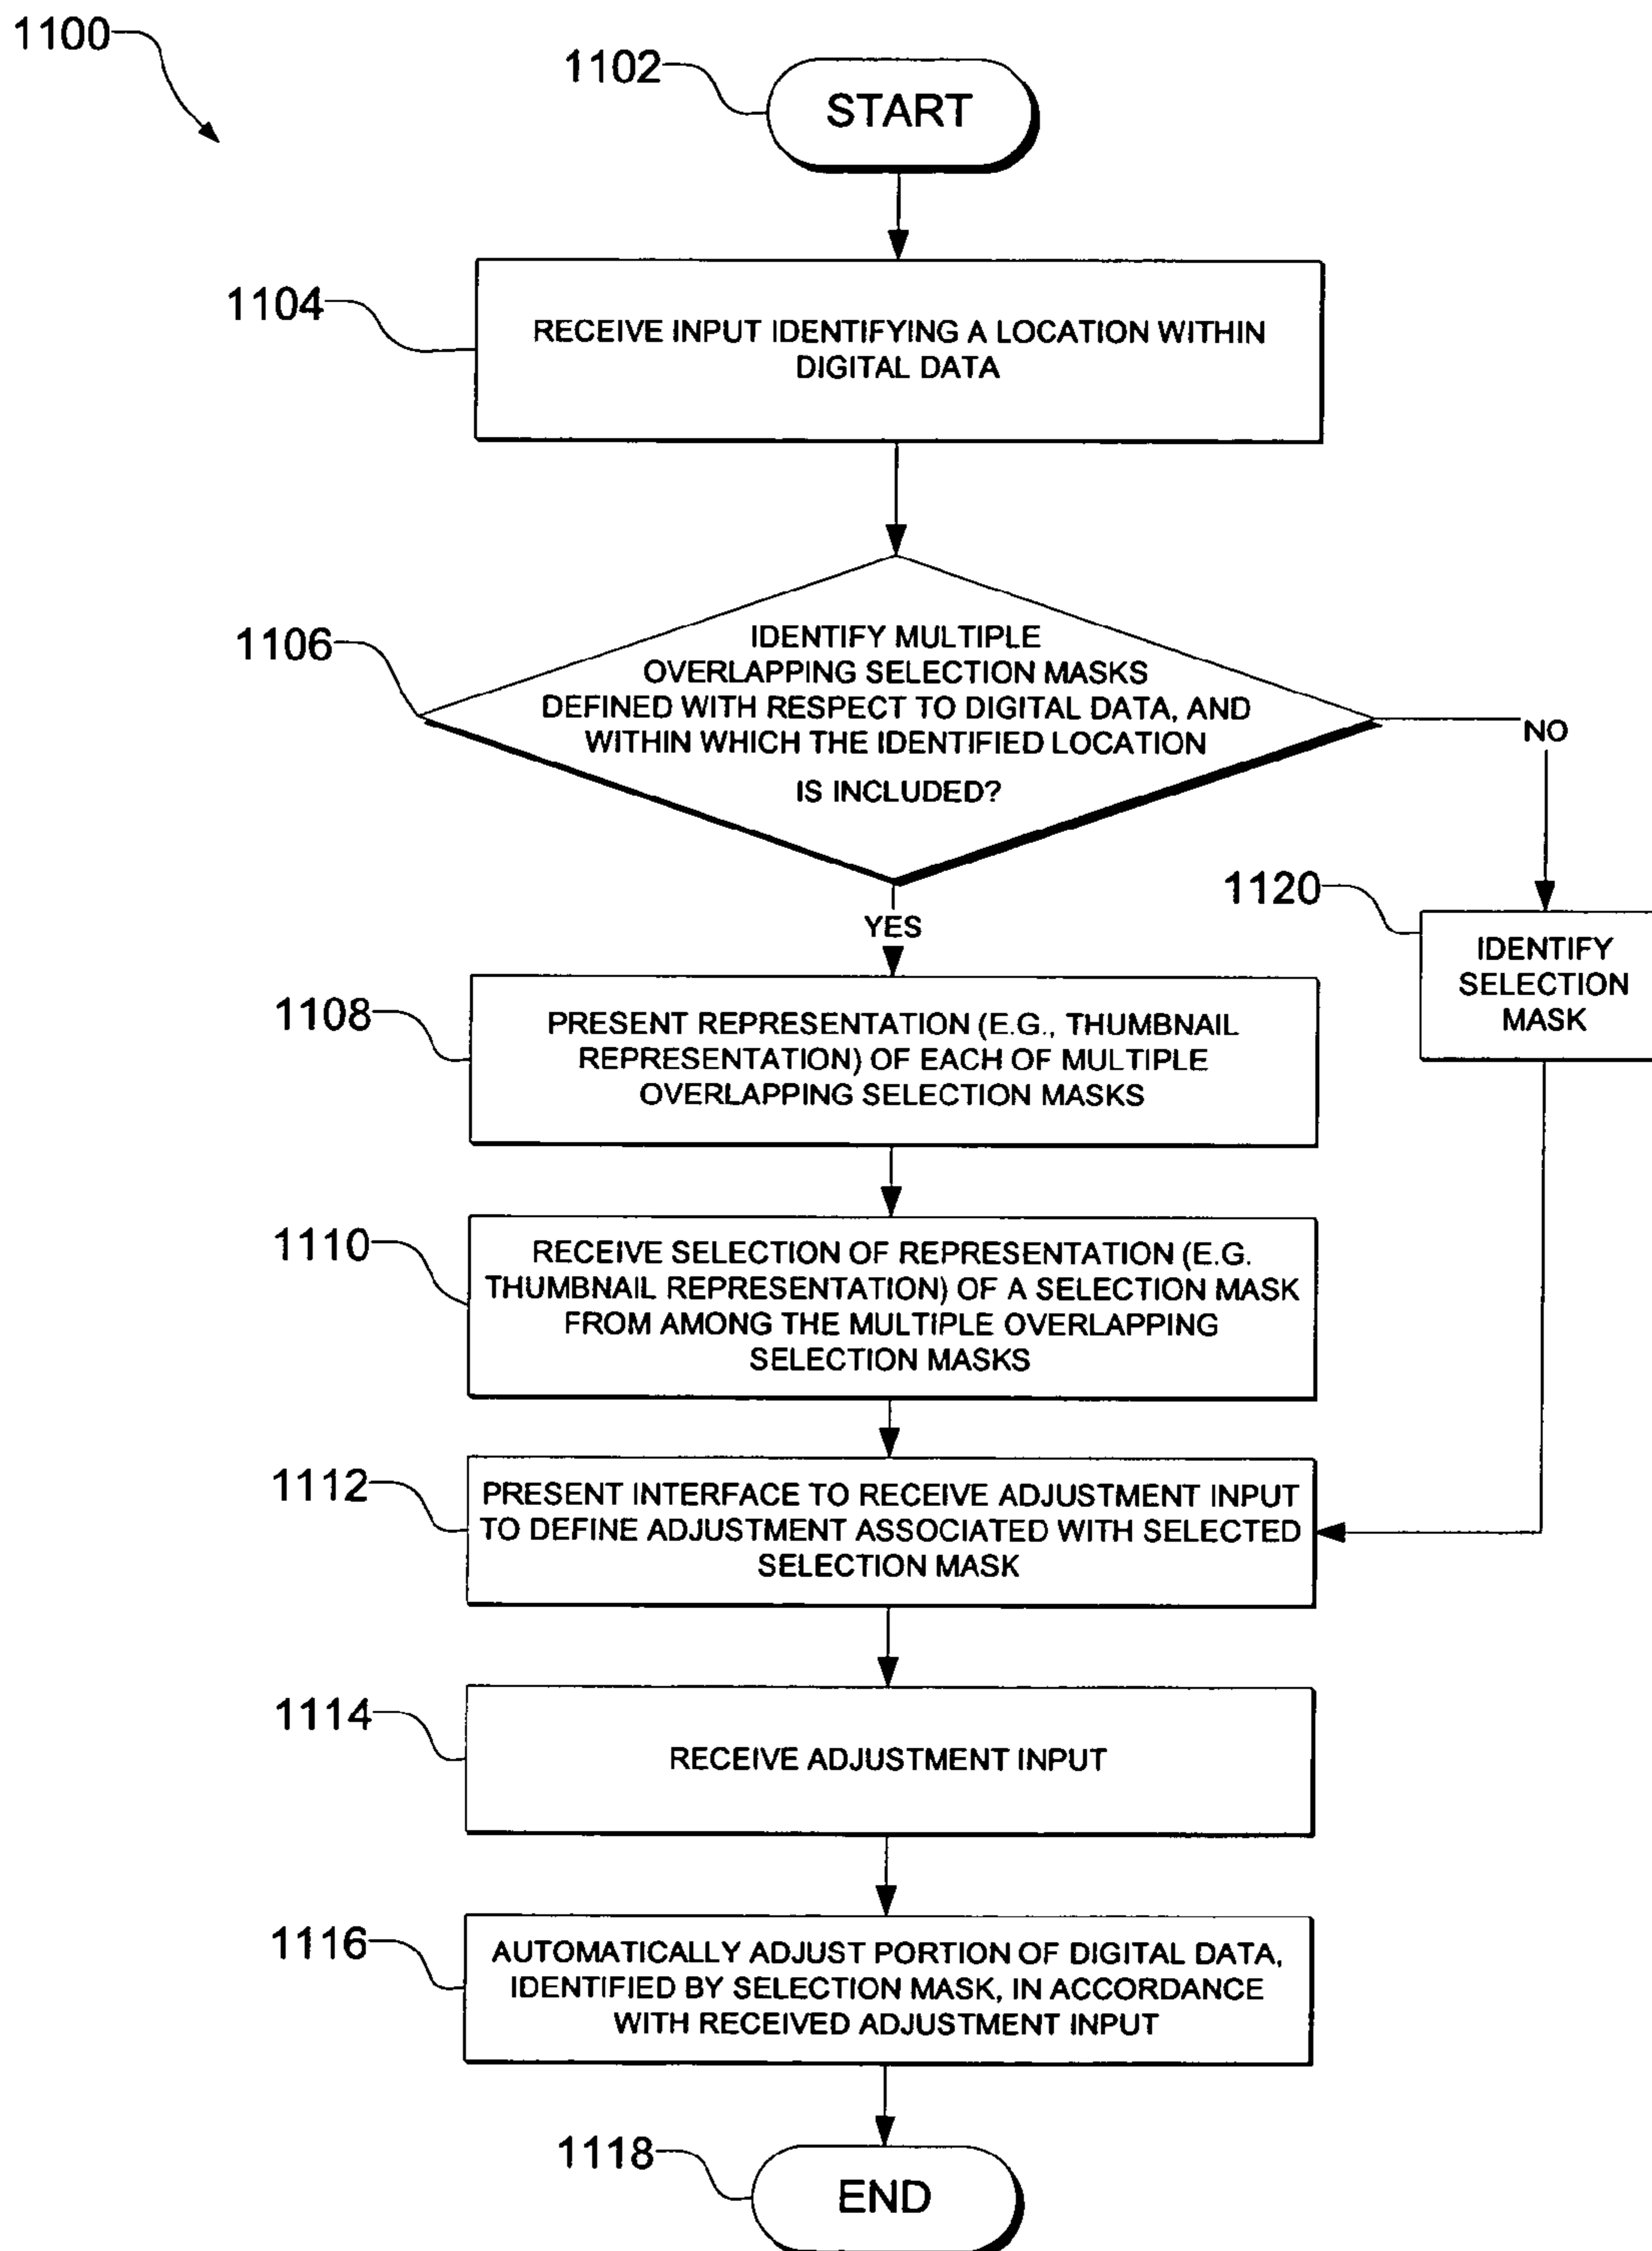 1100
1102
START
1104
RECEIVE INPUT IDENTIFYING A LOCATION WITHIN
DIGITAL DATA
1106
IDENTIFY MULTIPLE
OVERLAPPING SELECTION MASKS
DEFINED WITH RESPECT TO DIGITAL DATA, AND
WITHIN WHICH THE IDENTIFIED LOCATION
IS INCLUDED?
NO
YES
1120
IDENTIFY
SELECTION
MASK
1108
PRESENT REPRESENTATION (E.G., THUMBNAIL
REPRESENTATION) OF EACH OF MULTIPLE
OVERLAPPING SELECTION MASKS
1110
RECEIVE SELECTION OF REPRESENTATION (E.G.
THUMBNAIL REPRESENTATION) OF A SELECTION MASK
FROM AMONG THE MULTIPLE OVERLAPPING
SELECTION MASKS
1112
PRESENT INTERFACE TO RECEIVE ADJUSTMENT INPUT
TO DEFINE ADJUSTMENT ASSOCIATED WITH SELECTED
SELECTION MASK
1114
RECEIVE ADJUSTMENT INPUT
1116
AUTOMATICALLY ADJUST PORTION OF DIGITAL DATA,
IDENTIFIED BY SELECTION MASK, IN ACCORDANCE
WITH RECEIVED ADJUSTMENT INPUT
1118
END